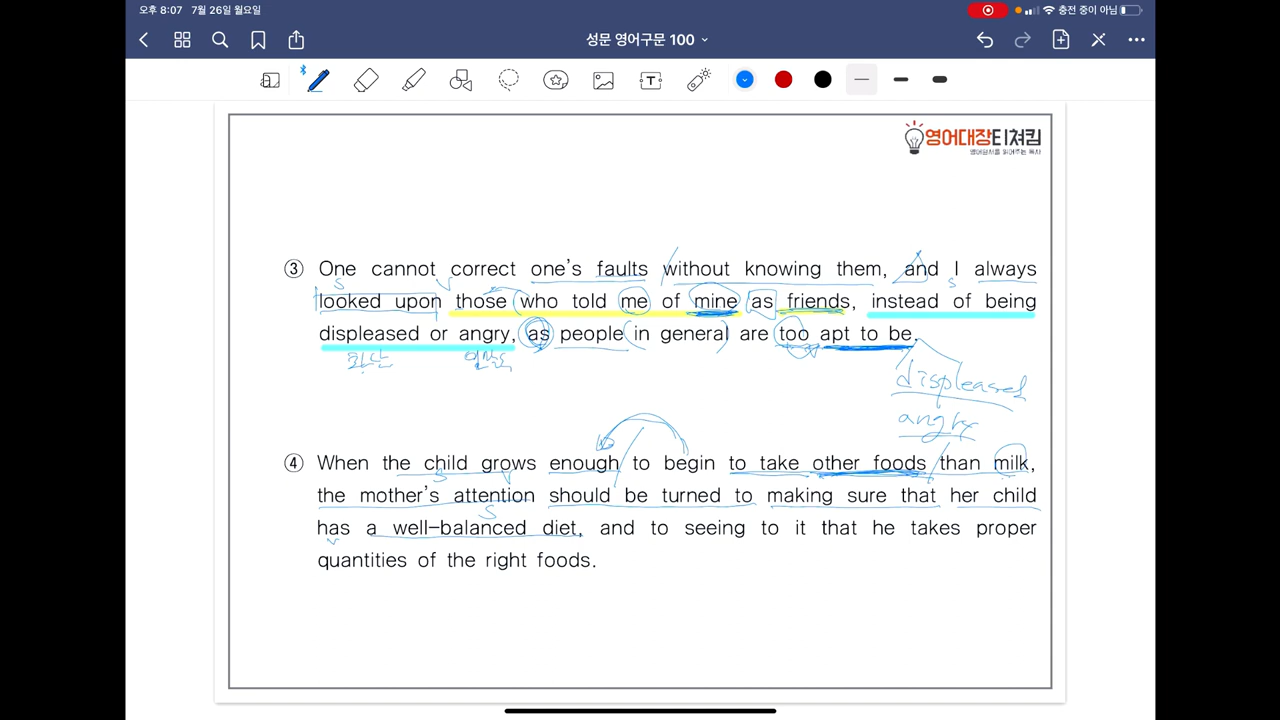 오후 8:07 7월 26일 월요일
충전 중이 아님
성문 영어구문 100
T
영어대장티쳐킴
③ One cannot correct one's faults without knowing them, and I always
looked upon those who told me of mine as friends, instead of being
displeased or angry, as people in general are too apt to be.
s v s
displeased
angry
④ When the child grows enough to begin to take other foods than milk,
s v
the mother's attention should be turned to making sure that her child
s
has a well-balanced diet, and to seeing to it that he takes proper
v
quantities of the right foods.